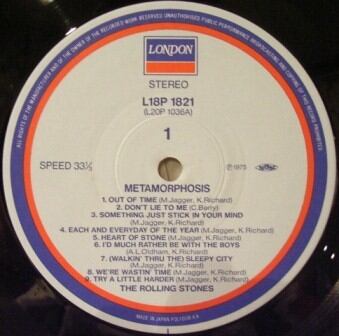 ALL RIGHTS OF THE MANUFACTURER AND OF THE OWNER OF THE RECORDED WORK RESERVED UNAUTHORISED PUBLIC PERFORMANCE BROADCASTING AND COPYING OF THIS RECORD PROHIBITED
LONDON
STEREO
L18P 1821
(L20P 1036A)
1
SPEED 33⅓
℗1975
METAMORPHOSIS
1. OUT OF TIME (M.Jagger, K.Richard)
2. DON'T LIE TO ME (C.Berry)
3. SOMETHING JUST STICK IN YOUR MIND
(M.Jagger, K.Richard)
4. EACH AND EVERYDAY OF THE YEAR (M.Jagger, K.Richard)
5. HEART OF STONE (M.Jagger, K.Richard)
6. I'D MUCH RATHER BE WITH THE BOYS
(A.L.Oldham, K.Richard)
7. (WALKIN' THRU THE) SLEEPY CITY
(M.Jagger, K.Richard)
8. WE'RE WASTIN' TIME (M.Jagger, K.Richard)
9. TRY A LITTLE HARDER (M.Jagger, K.Richard)
THE ROLLING STONES
MADE IN JAPAN POLYDOR K.K.